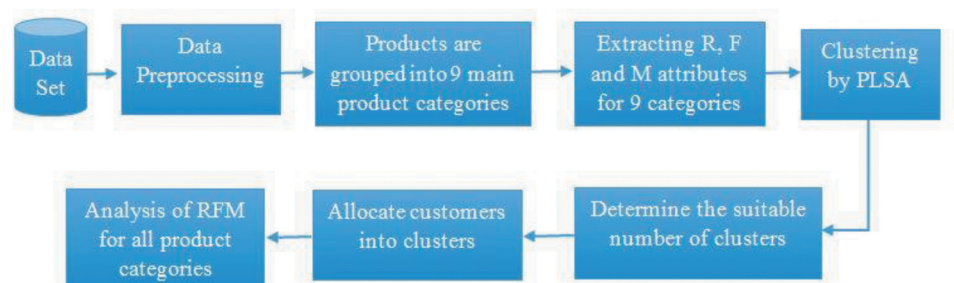 Data
Set
Data
Preprocessing
Products are
grouped into 9 main
product categories
Extracting R, F
and M attributes
for 9 categories
Clustering
by PLSA
Determine the suitable
number of clusters
Allocate customers
into clusters
Analysis of RFM
for all product
categories